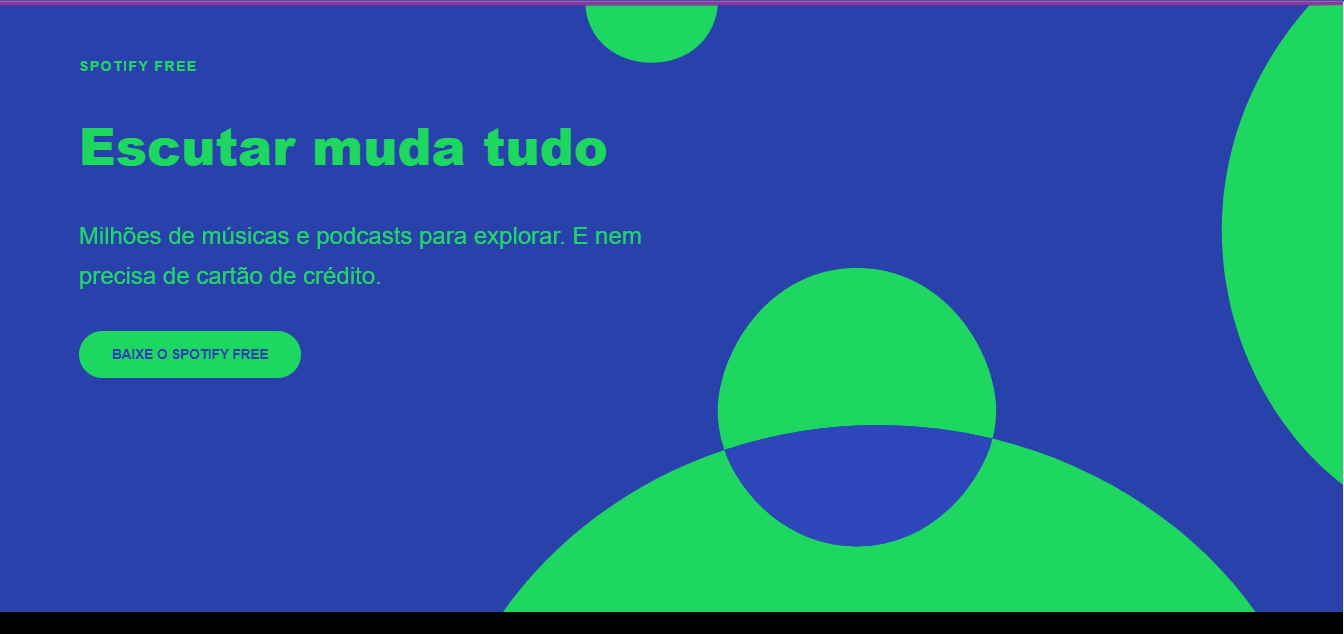 SPOTIFY FREE
Escutar muda tudo
Milhões de músicas e podcasts para explorar. E nem
precisa de cartão de crédito.
BAIXE O SPOTIFY FREE